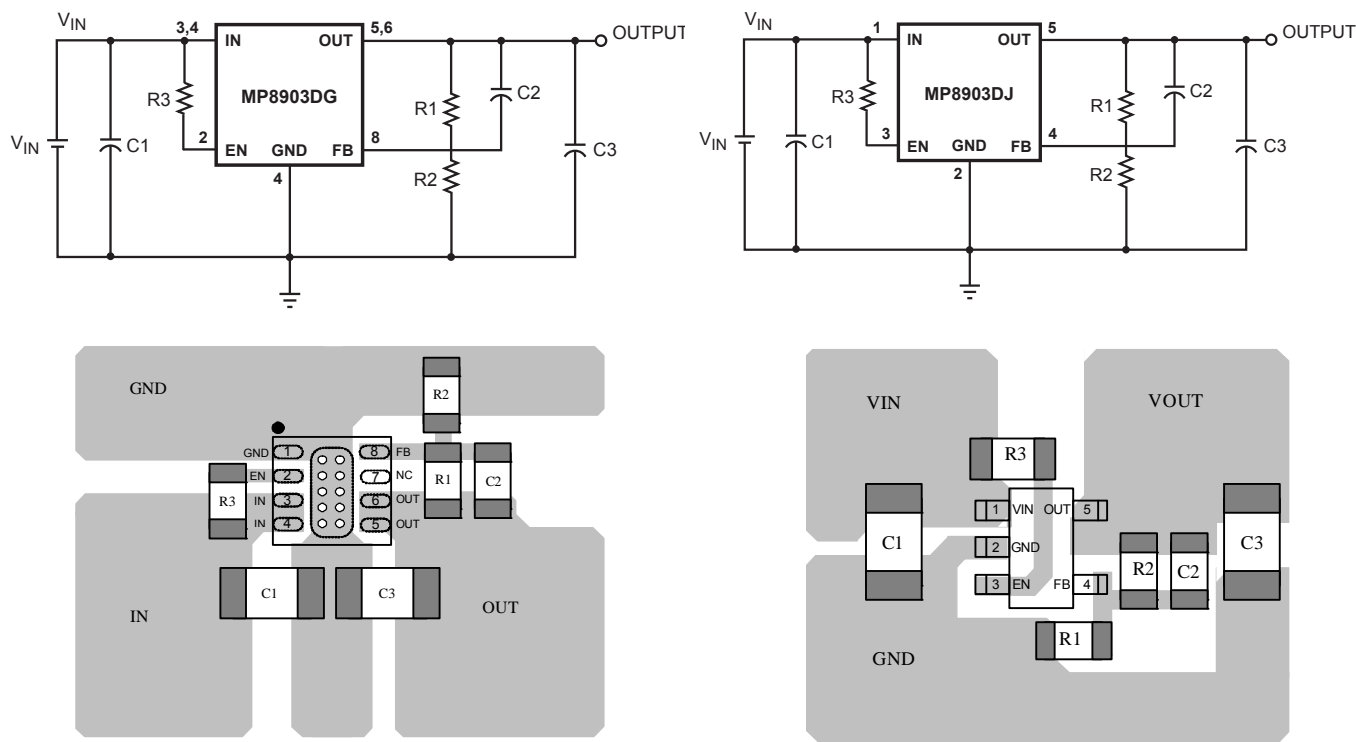 VIN
3,4
IN
OUT
5,6
OUTPUT
MP8903DG
R3
R1
C2
VIN
C1
2
EN
GND
FB
8
C3
4
R2
VIN
1
IN
OUT
5
OUTPUT
MP8903DJ
R3
R1
C2
VIN
C1
3
EN
GND
FB
4
C3
2
R2
GND
R2
GND
1
8
FB
EN
2
7
NC
R3
IN
3
6
OUT
R1
C2
IN
4
5
OUT
C1
C3
IN
OUT
VIN
VOUT
R3
1
VIN
OUT
5
C1
2
GND
C3
R2
C2
3
EN
FB
4
R1
GND